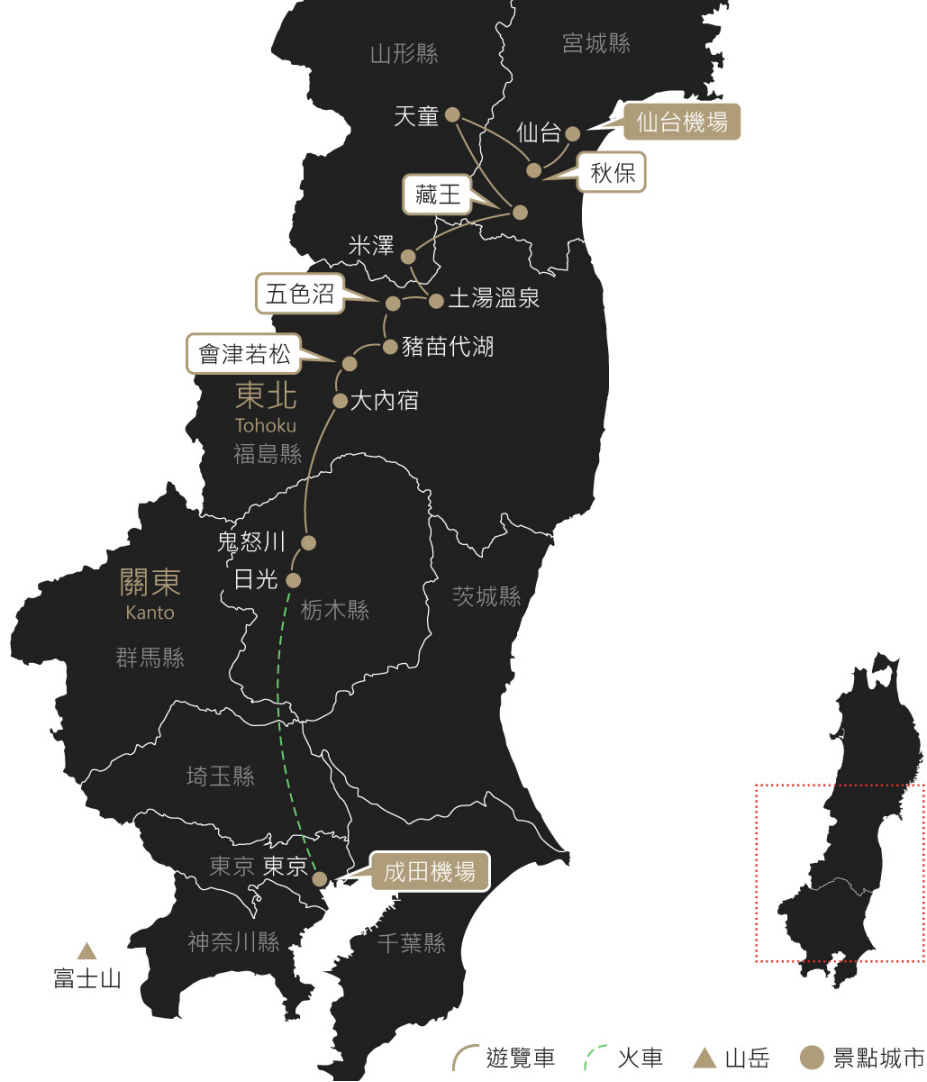 山形縣
宮城縣
天童
仙台
仙台機場
秋保
藏王
米澤
五色沼
土湯溫泉
豬苗代湖
會津若松
東北
Tohoku
大內宿
福島縣
鬼怒川
關東
Kanto
日光
栃木縣
茨城縣
群馬縣
埼玉縣
東京 東京
成田機場
神奈川縣
千葉縣
富士山
遊覽車
火車
山岳
景點城市